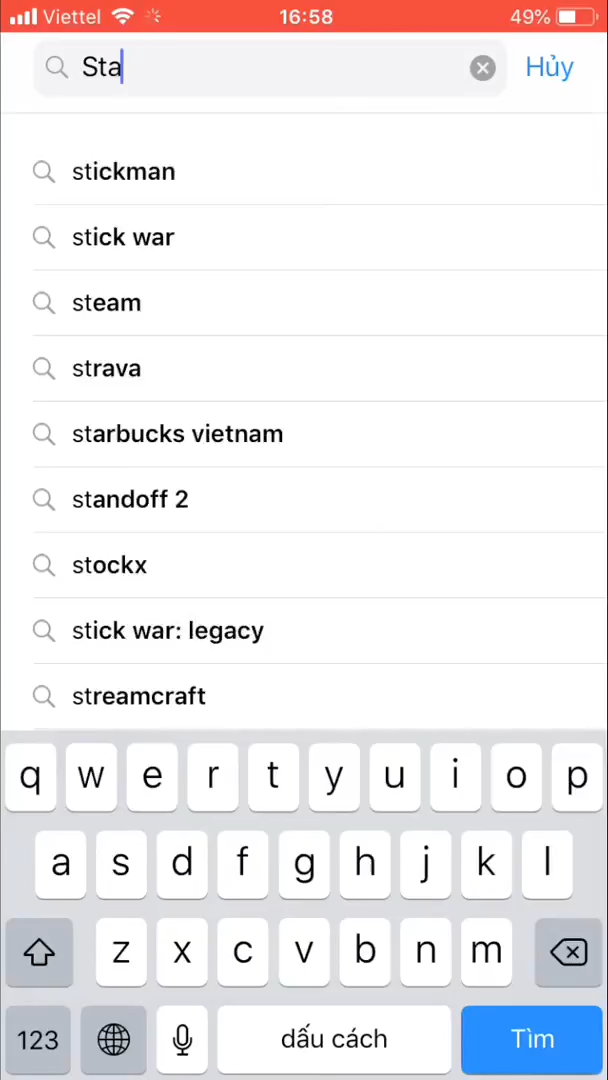 Viettel 16:58 49%
Sta Hủy
stickman
stick war
steam
strava
starbucks vietnam
standoff 2
stockx
stick war: legacy
streamcraft
q w e r t y u i o p
a s d f g h j k l
z x c v b n m
123 dấu cách Tìm